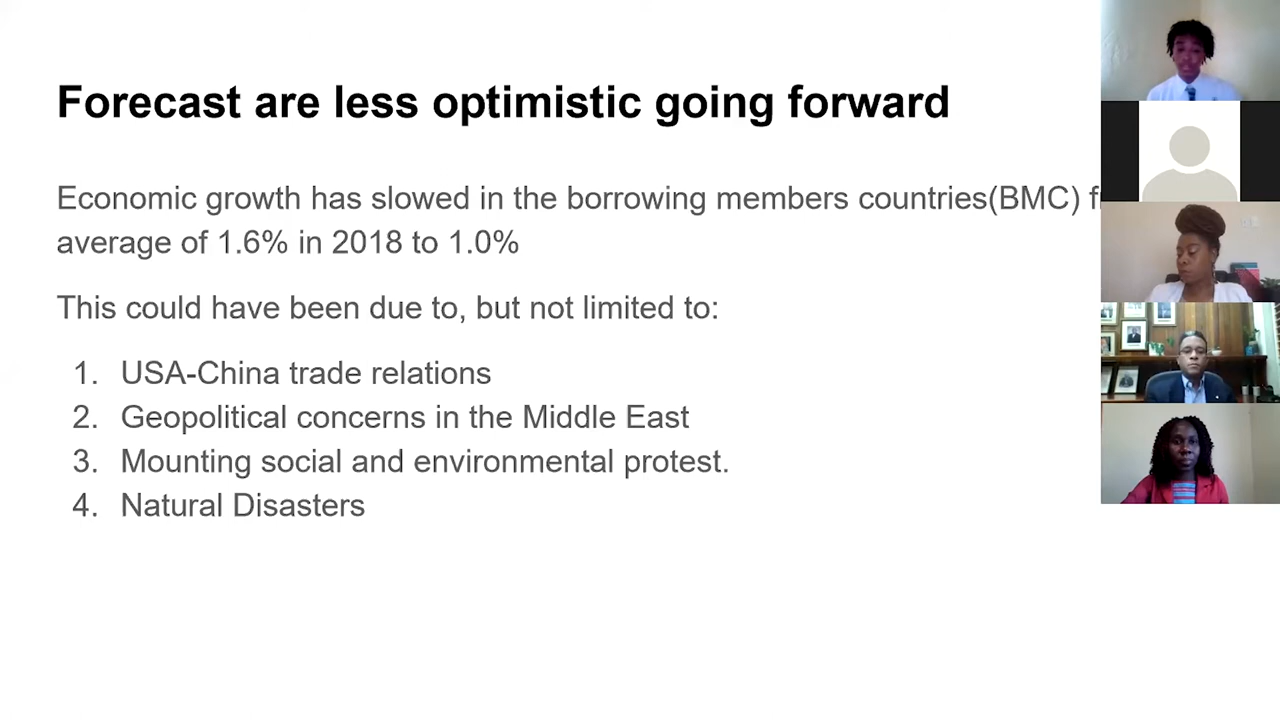 Forecast are less optimistic going forward
Economic growth has slowed in the borrowing members countries(BMC)
average of 1.6% in 2018 to 1.0%
This could have been due to, but not limited to:
1. USA-China trade relations
2. Geopolitical concerns in the Middle East
3. Mounting social and environmental protest.
4. Natural Disasters